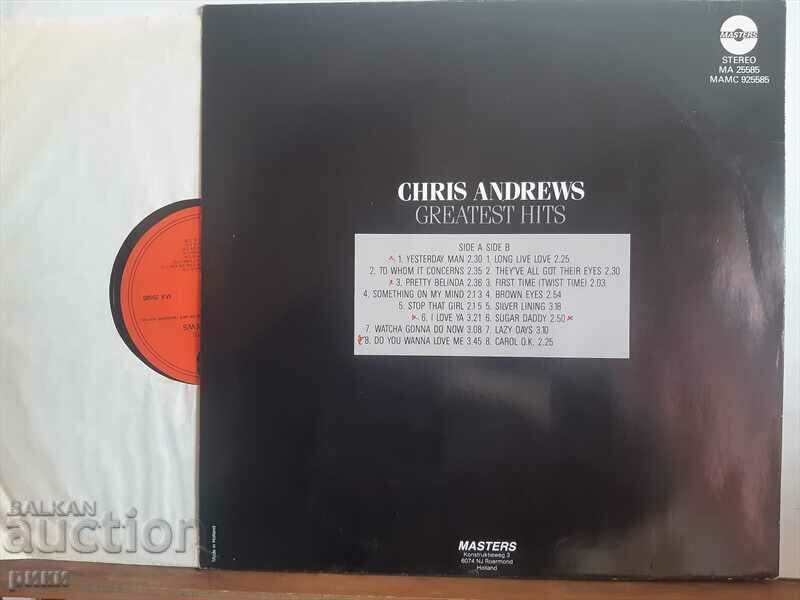 MASTERS
STEREO
MA 25585
MAMC 925585
CHRIS ANDREWS
GREATEST HITS
SIDE A SIDE B
1. YESTERDAY MAN 2.30 1. LONG LIVE LOVE 2.25
2. TO WHOM IT CONCERNS 2.35 2. THEY'VE ALL GOT THEIR EYES 2.30
3. PRETTY BELINDA 2.36 3. FIRST TIME (TWIST TIME) 2.03
4. SOMETHING ON MY MIND 2.13 4. BROWN EYES 2.54
5. STOP THAT GIRL 2.15 5. SILVER LINING 3.18
6. I LOVE YA 3.21 6. SUGAR DADDY 2.50
7. WATCHA GONNA DO NOW 3.08 7. LAZY DAYS 3.10
8. DO YOU WANNA LOVE ME 3.45 8. CAROL O.K. 2.25
MA 25585
Made in Holland
MASTERS
Konstruktieweg 3
6074 NJ Roermond
Holland
BALKAN
auction
рики